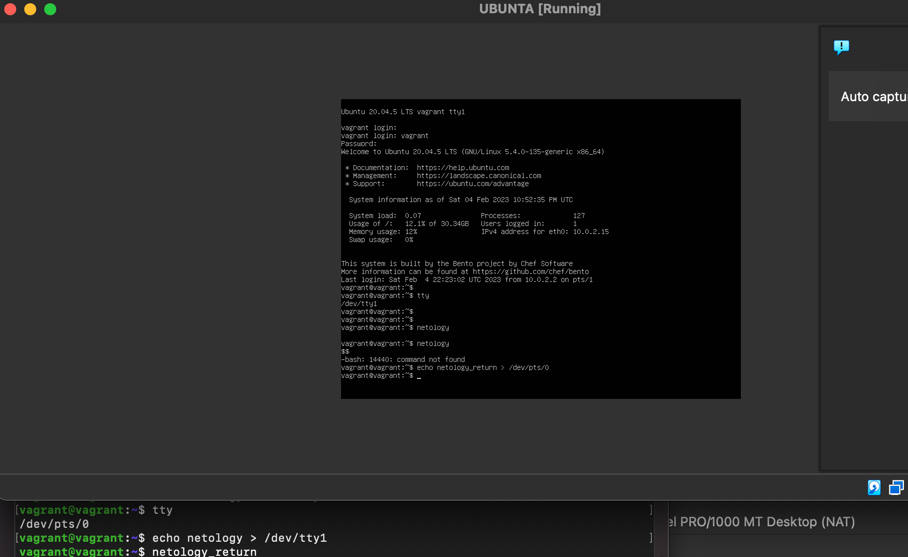 UBUNTA [Running]
Auto captu
Ubuntu 20.04.5 LTS vagrant tty1
vagrant login:
vagrant login: vagrant
Password:
Welcome to Ubuntu 20.04.5 LTS (GNU/Linux 5.4.0-135-generic x86_64)
* Documentation:  https://help.ubuntu.com
* Management:     https://landscape.canonical.com
* Support:        https://ubuntu.com/advantage
System information as of Sat 04 Feb 2023 10:52:35 PM UTC
System load:  0.07              Processes:             127
Usage of /:   12.1% of 30.34GB   Users logged in:       1
Memory usage: 12%               IPv4 address for eth0: 10.0.2.15
Swap usage:   0%
This system is built by the Bento project by Chef Software
More information can be found at https://github.com/chef/bento
Last login: Sat Feb  4 22:23:02 UTC 2023 from 10.0.2.2 on pts/1
vagrant@vagrant:~$
vagrant@vagrant:~$ tty
/dev/tty1
vagrant@vagrant:~$
vagrant@vagrant:~$
vagrant@vagrant:~$ netology
vagrant@vagrant:~$ netology
$$
-bash: 14440: command not found
vagrant@vagrant:~$ echo netology_return > /dev/pts/0
vagrant@vagrant:~$ _
[vagrant@vagrant:~$ tty ]
/dev/pts/0
[vagrant@vagrant:~$ echo netology > /dev/tty1 ]
vagrant@vagrant:~$ netology_return
el PRO/1000 MT Desktop (NAT)